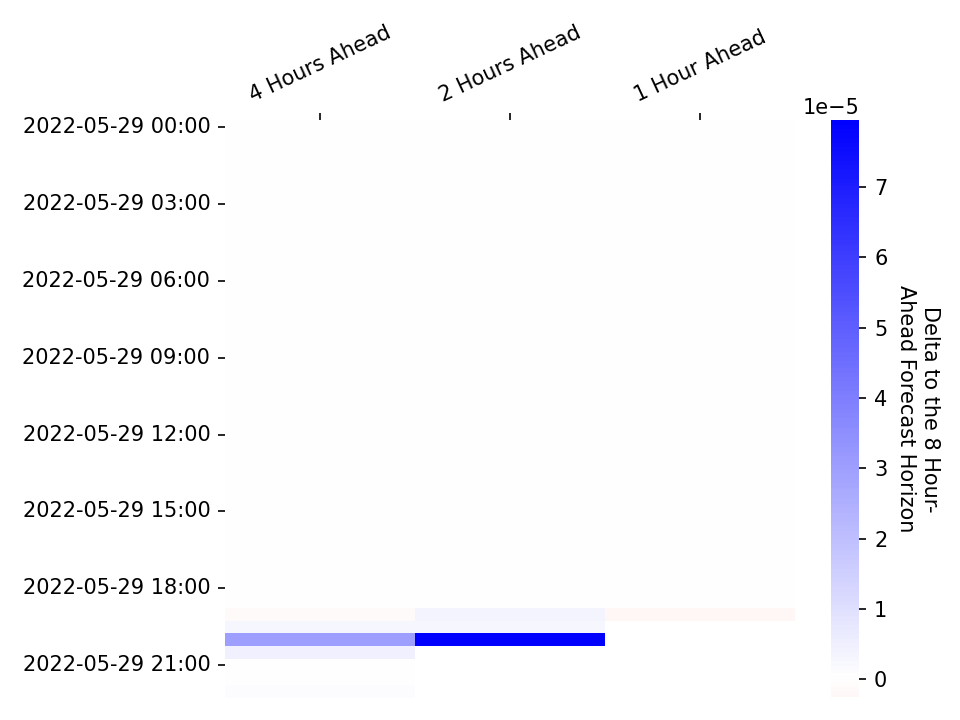 4 Hours Ahead
2 Hours Ahead
1 Hour Ahead
1e−5
2022-05-29 00:00
2022-05-29 03:00
2022-05-29 06:00
2022-05-29 09:00
2022-05-29 12:00
2022-05-29 15:00
2022-05-29 18:00
2022-05-29 21:00
7
6
5
4
3
2
1
0
Delta to the 8 Hour-
Ahead Forecast Horizon